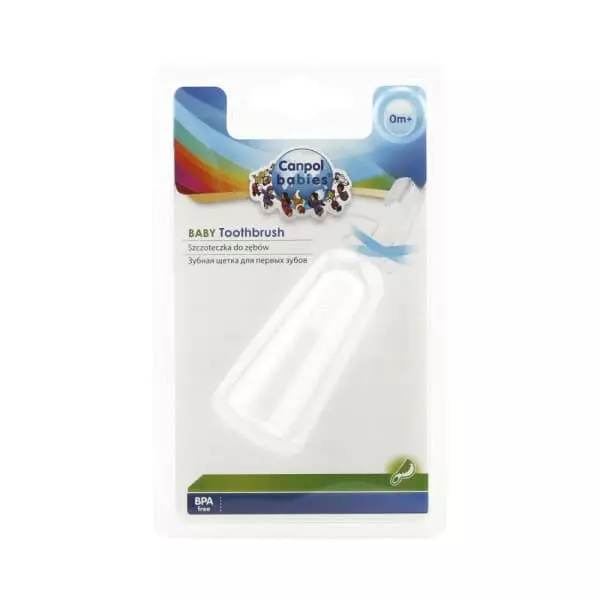 0m+
Canpol
babies
BABY Toothbrush
Szczoteczka do zębów
Зубная щетка для первых зубов
BPA
free